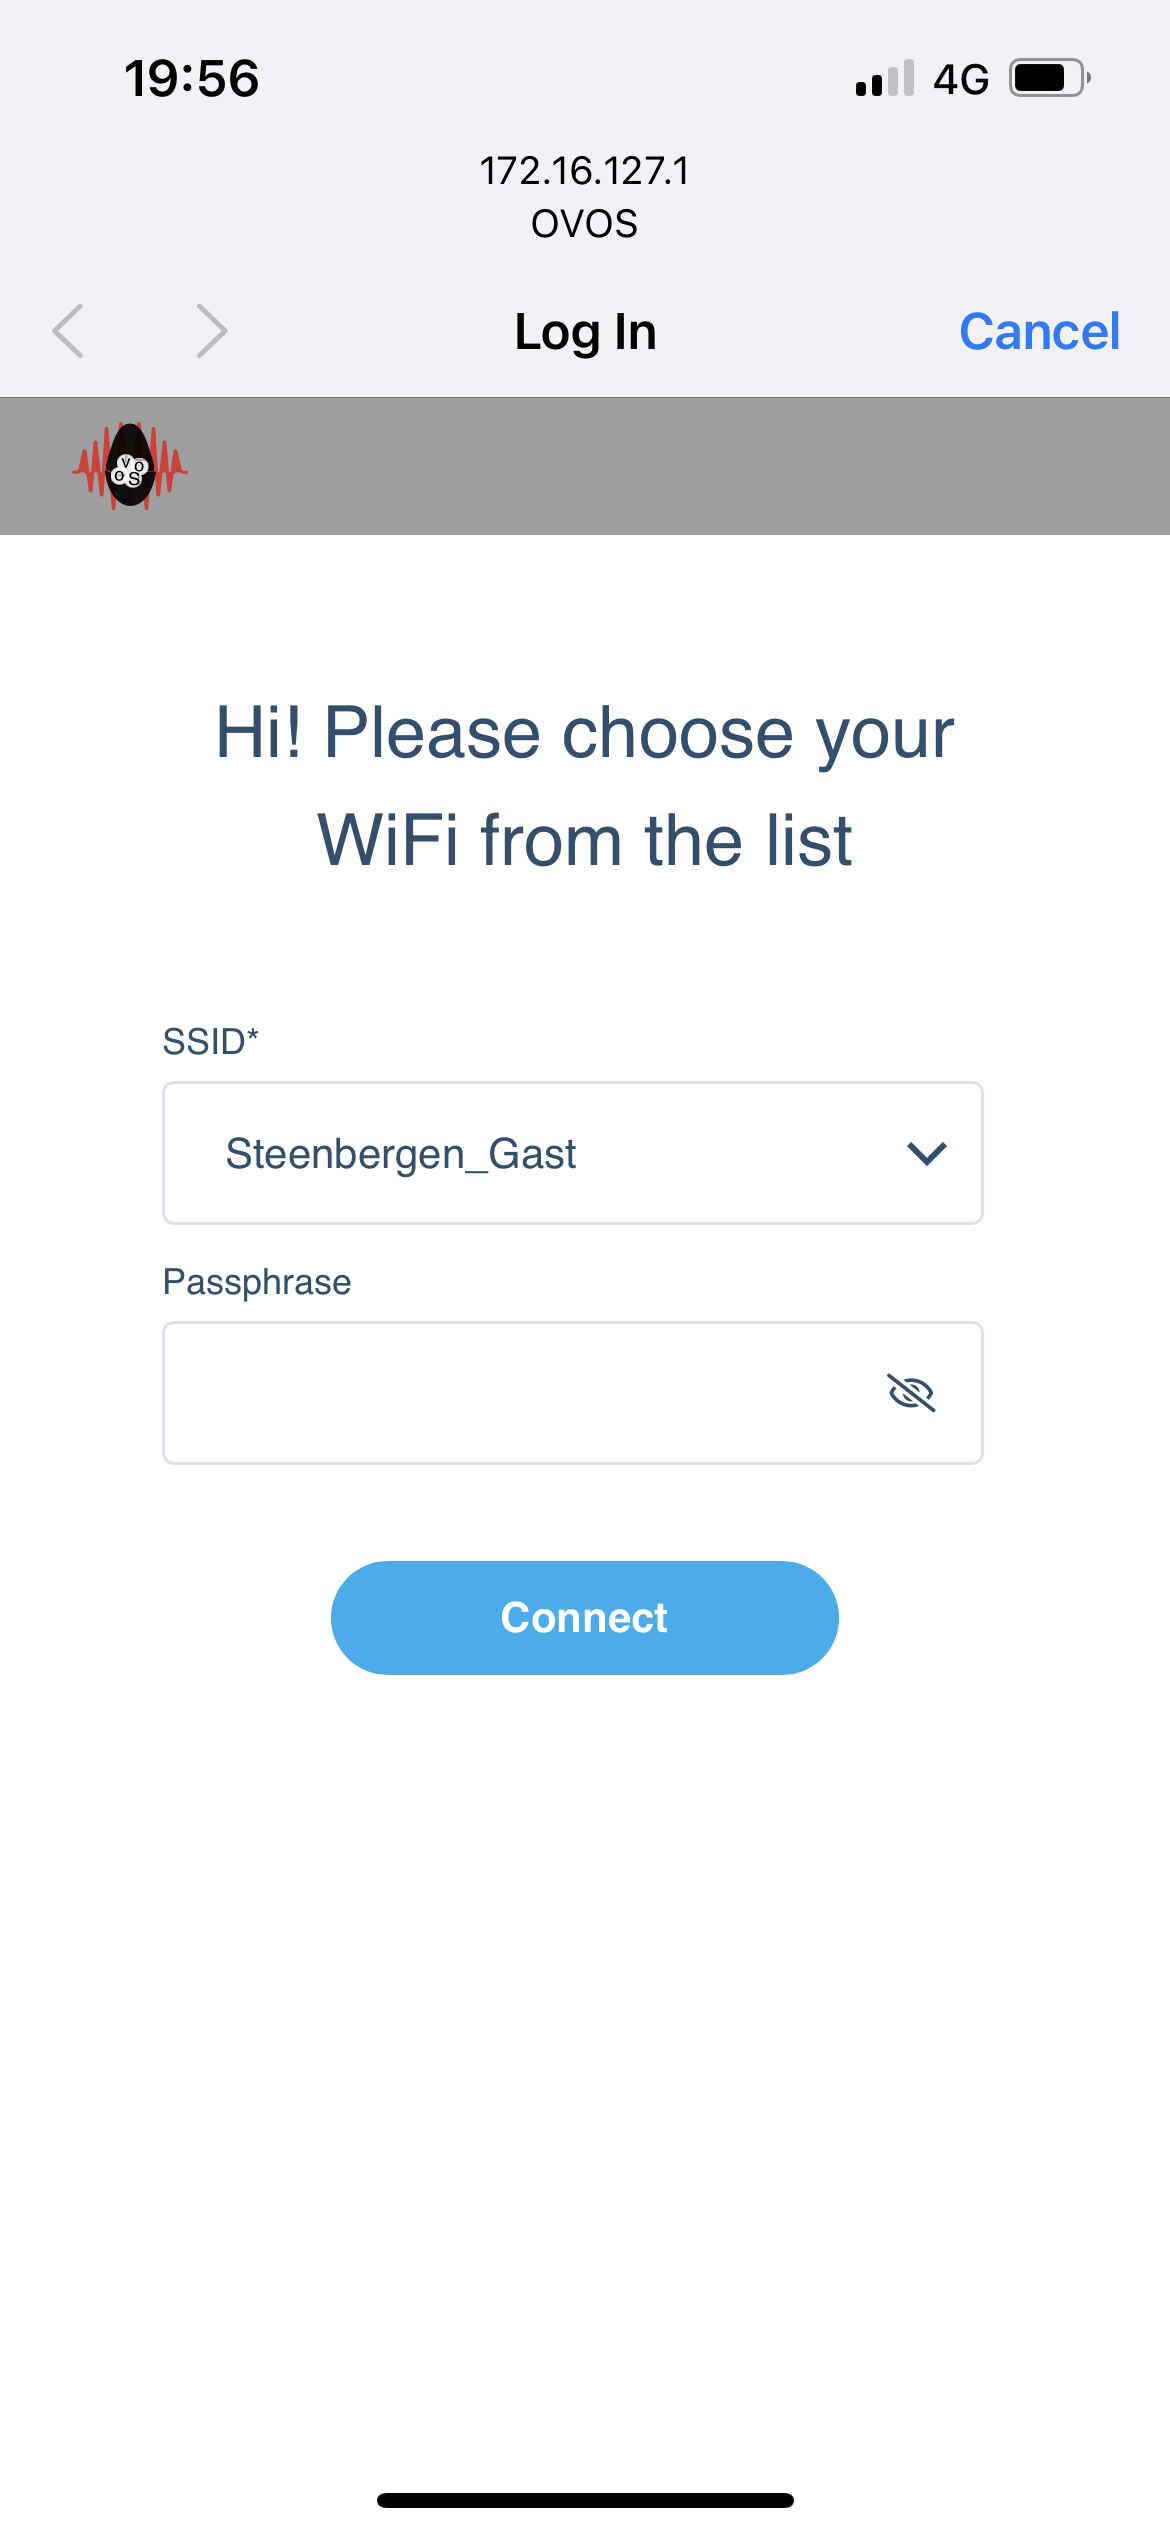 19:56
4G
172.16.127.1
OVOS
Log In
Cancel
OVOS
Hi! Please choose your
WiFi from the list
SSID*
Steenbergen_Gast
Passphrase
Connect